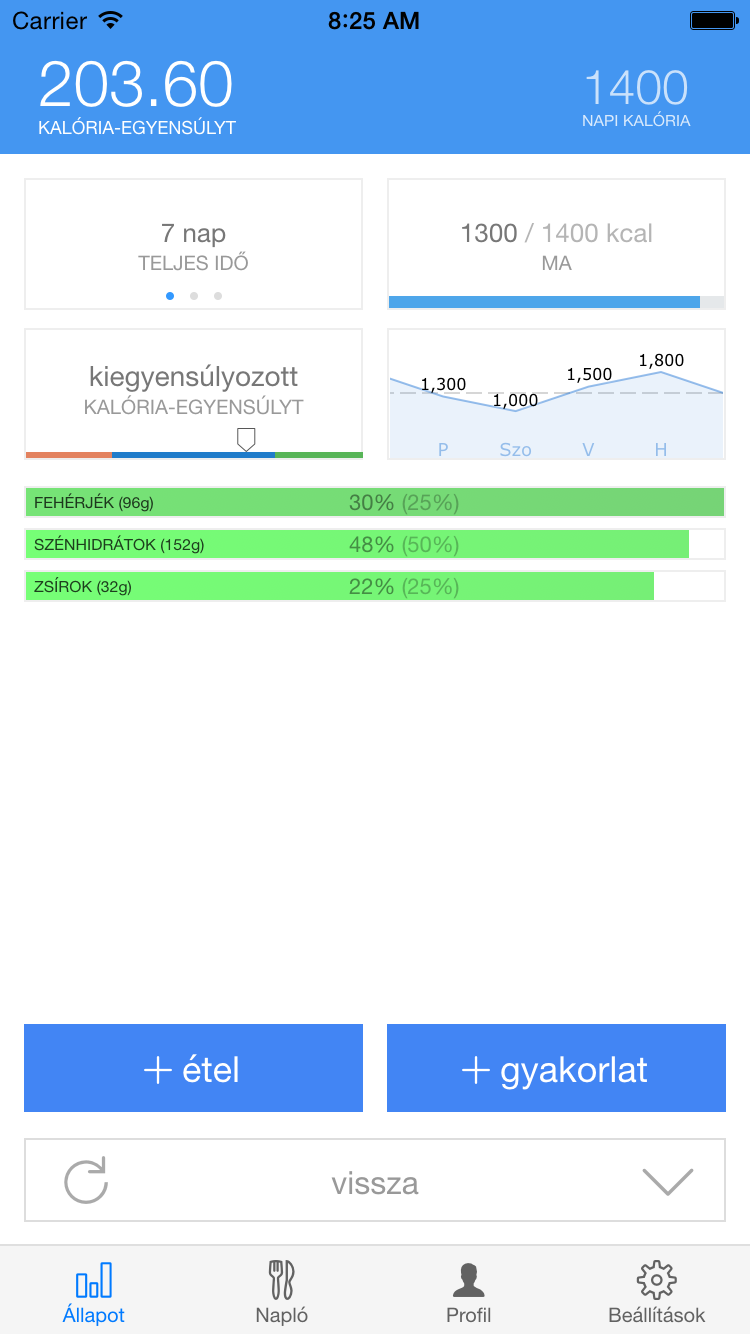 Carrier 8:25 AM
203.60
KALÓRIA-EGYENSÚLYT
1400
NAPI KALÓRIA
7 nap
TELJES IDŐ
1300 / 1400 kcal
MA
kiegyensúlyozott
KALÓRIA-EGYENSÚLYT
1,300 1,000 1,500 1,800
P Szo V H
FEHÉRJÉK (96g) 30% (25%)
SZÉNHIDRÁTOK (152g) 48% (50%)
ZSÍROK (32g) 22% (25%)
+ étel
+ gyakorlat
vissza
Állapot Napló Profil Beállítások